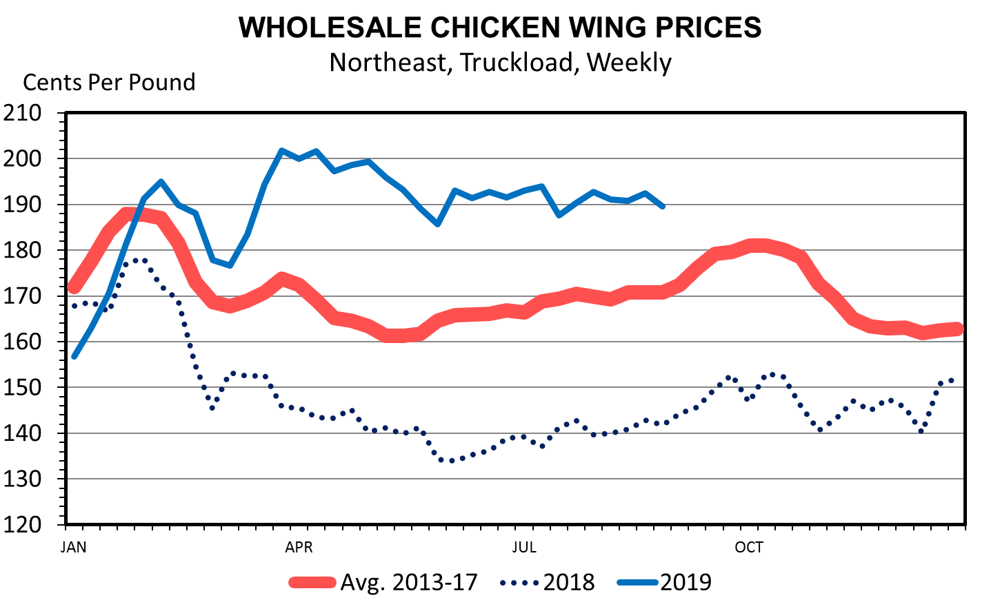 WHOLESALE CHICKEN WING PRICES
Northeast, Truckload, Weekly
Cents Per Pound
210
200
190
180
170
160
150
140
130
120
JAN APR JUL OCT
Avg. 2013-17 2018 2019